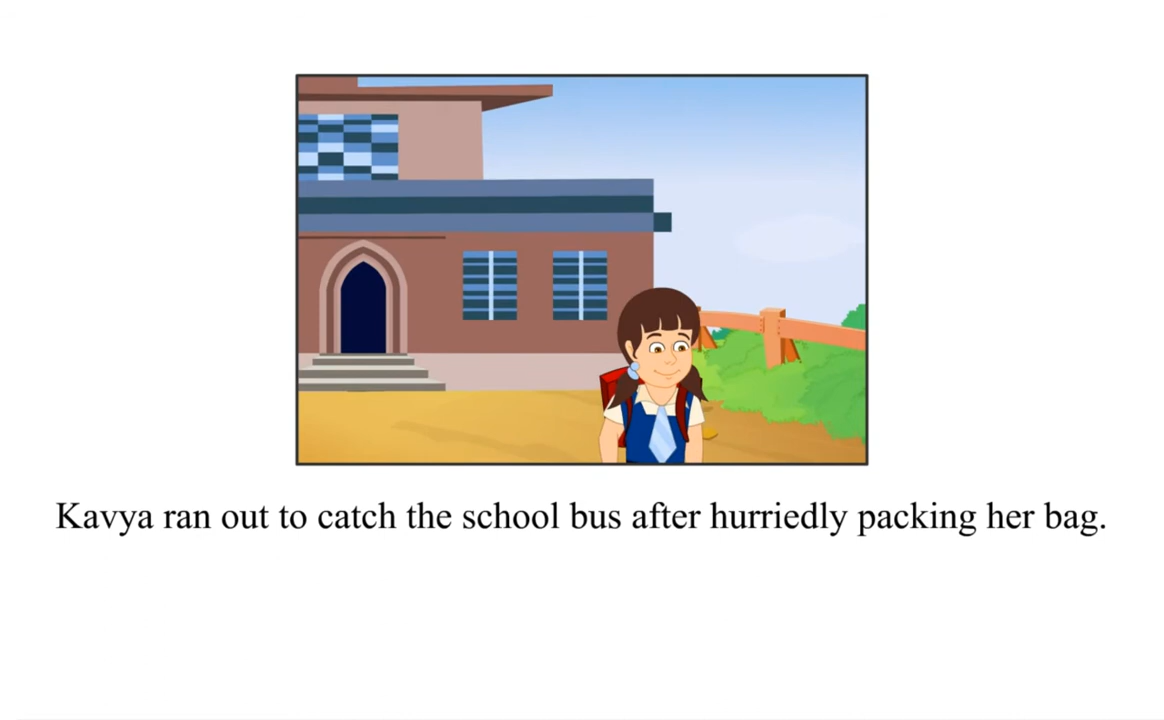 Kavya ran out to catch the school bus after hurriedly packing her bag.